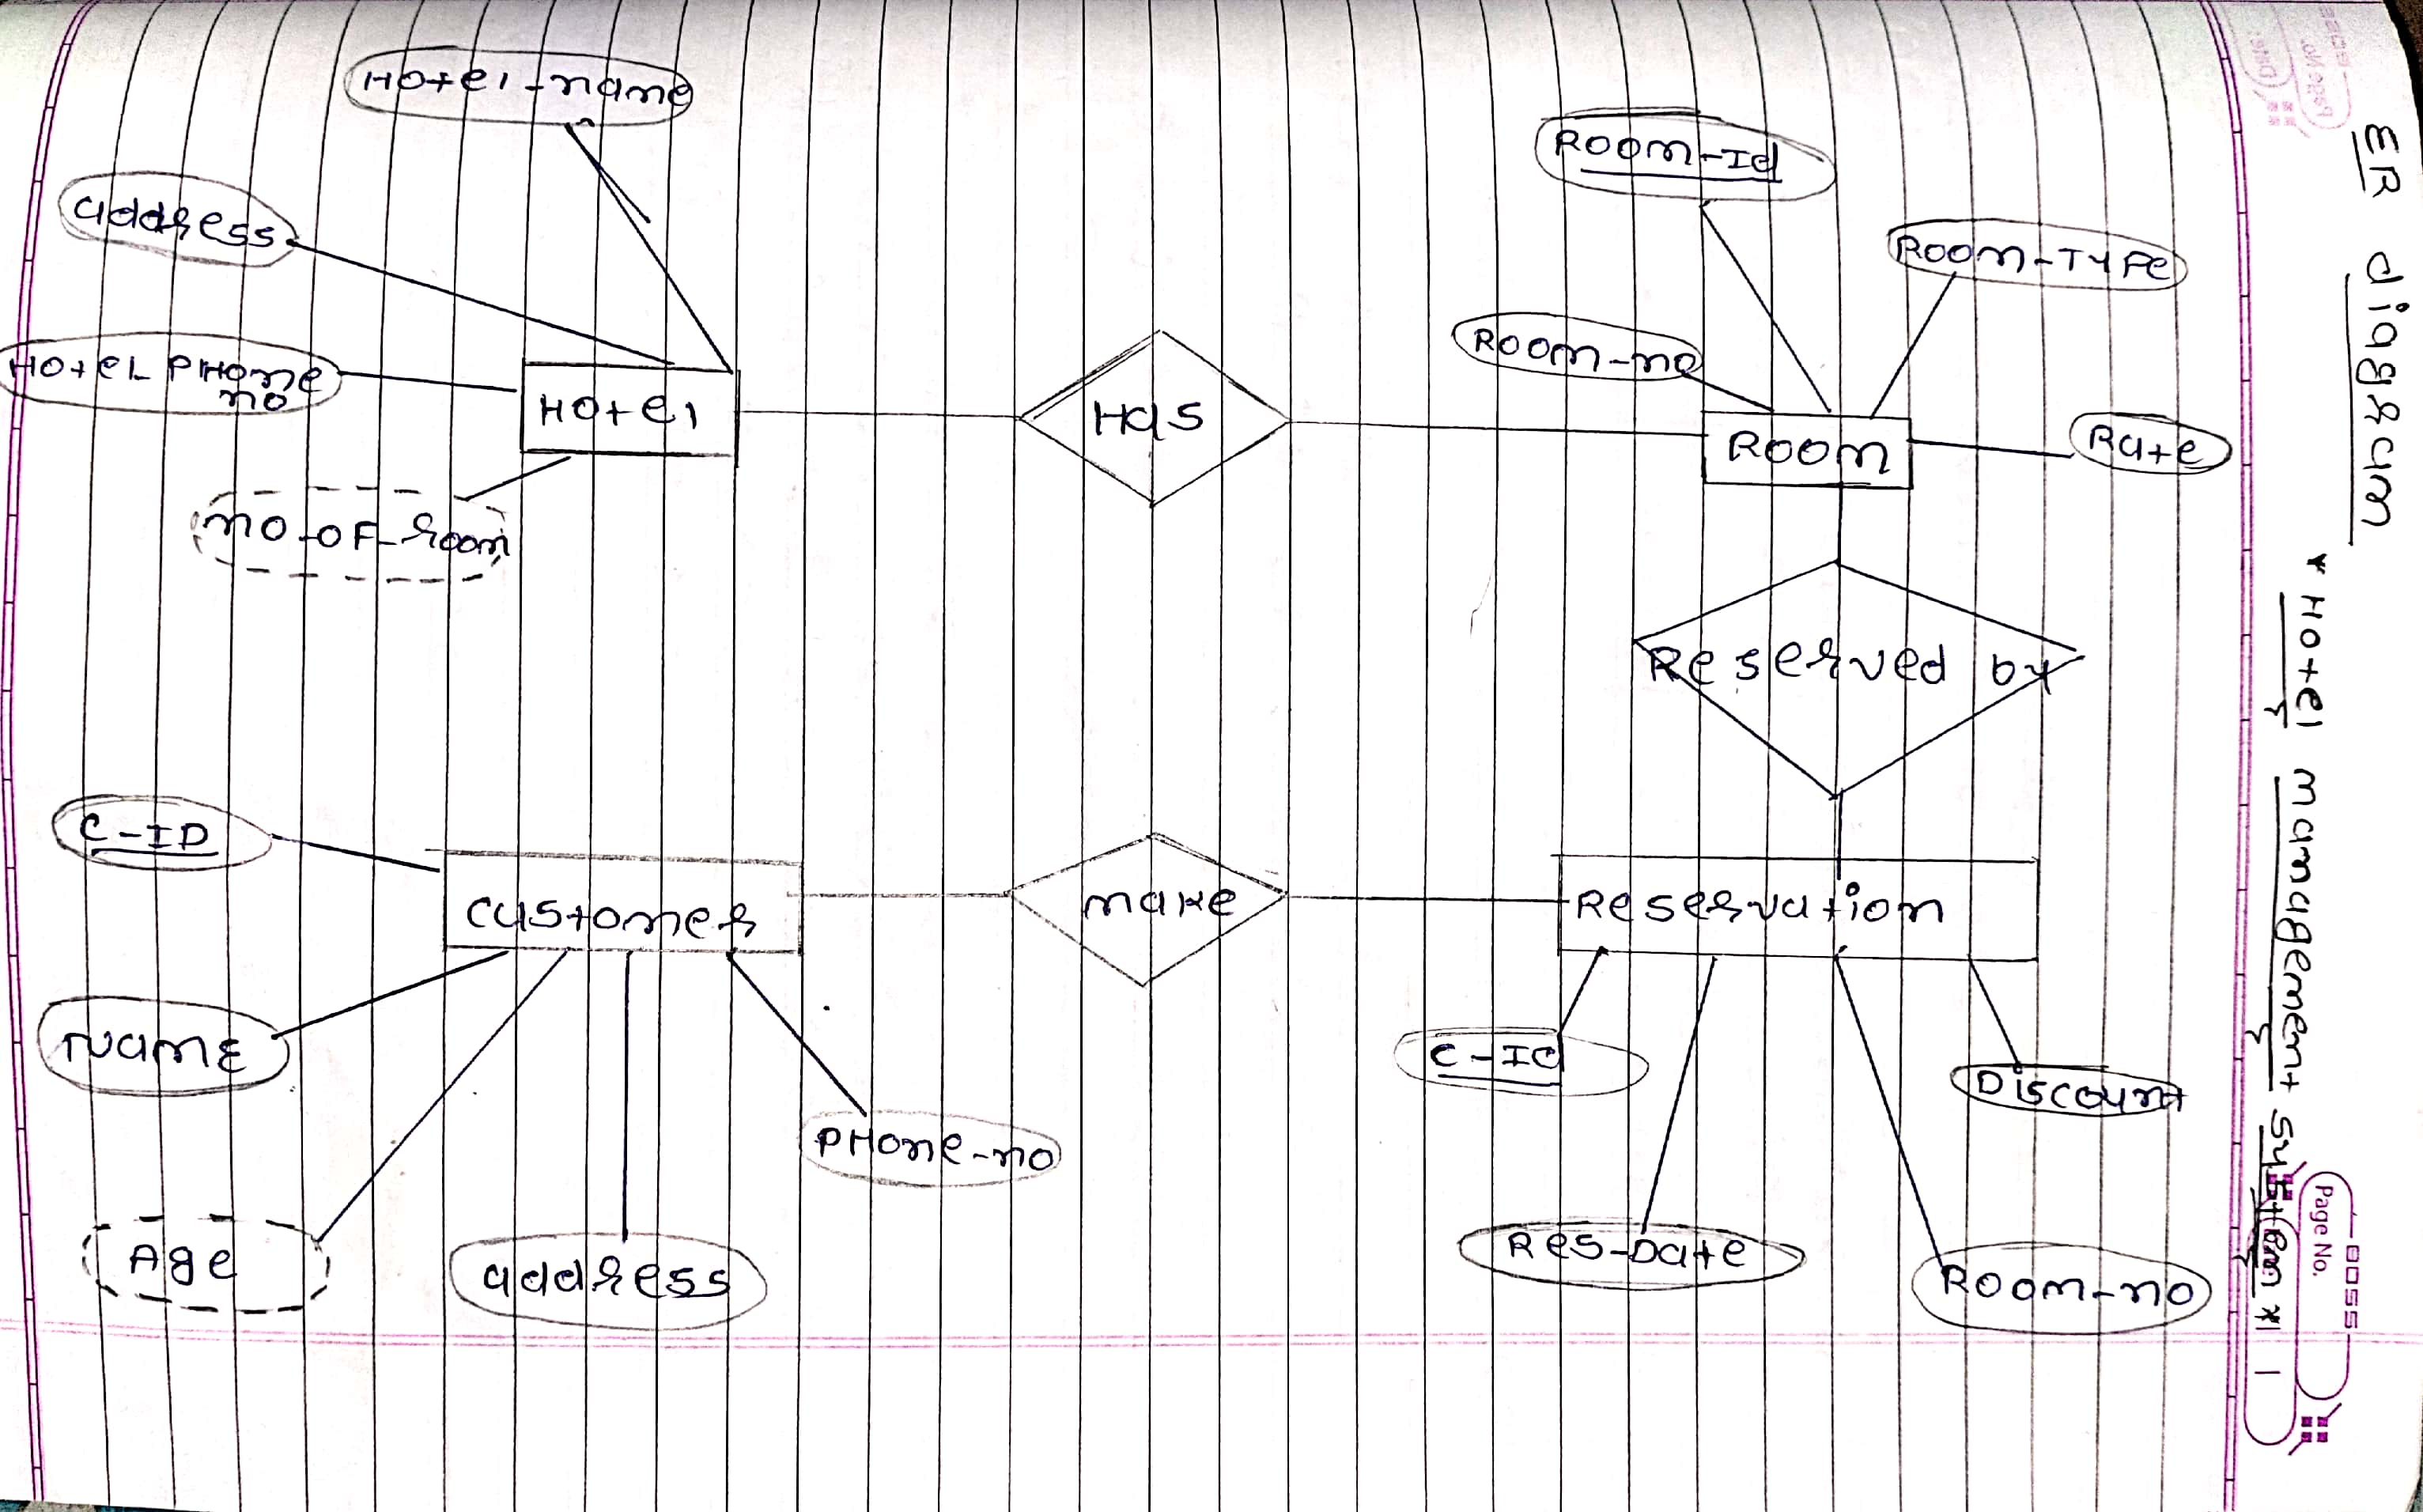 ER diagram
* Hotel management system *
Page No.
BOSS
Hotel-name
address
Hotel Phone
no
Hotel
no-of-room
Has
Room-Id
Room-Type
Room-no
Room
Rate
Reserved by
C-ID
Customer
Name
Age
address
Phone-no
make
Reservation
C-Id
Res-Date
Room-no
Discount